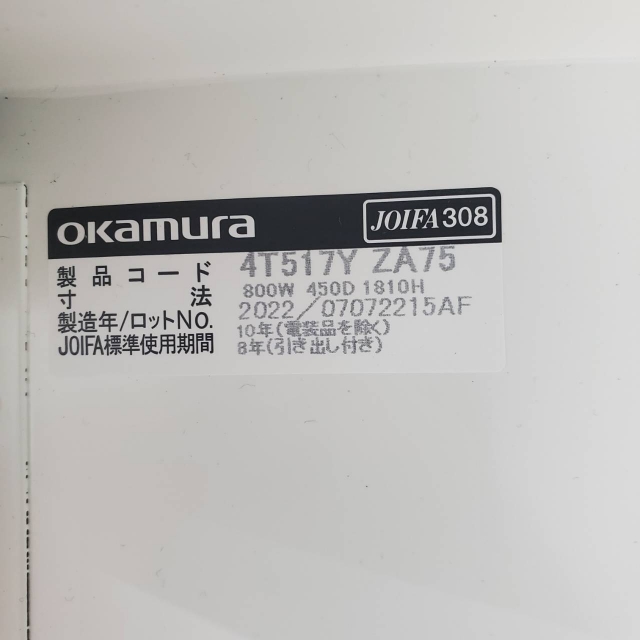 okamura JOIFA308
製品コード 4T517Y ZA75
寸法 800W 450D 1810H
製造年/ロットNO. 2022/07072215AF
JOIFA標準使用期間 10年(電装品を除く)
8年(引き出し付き)